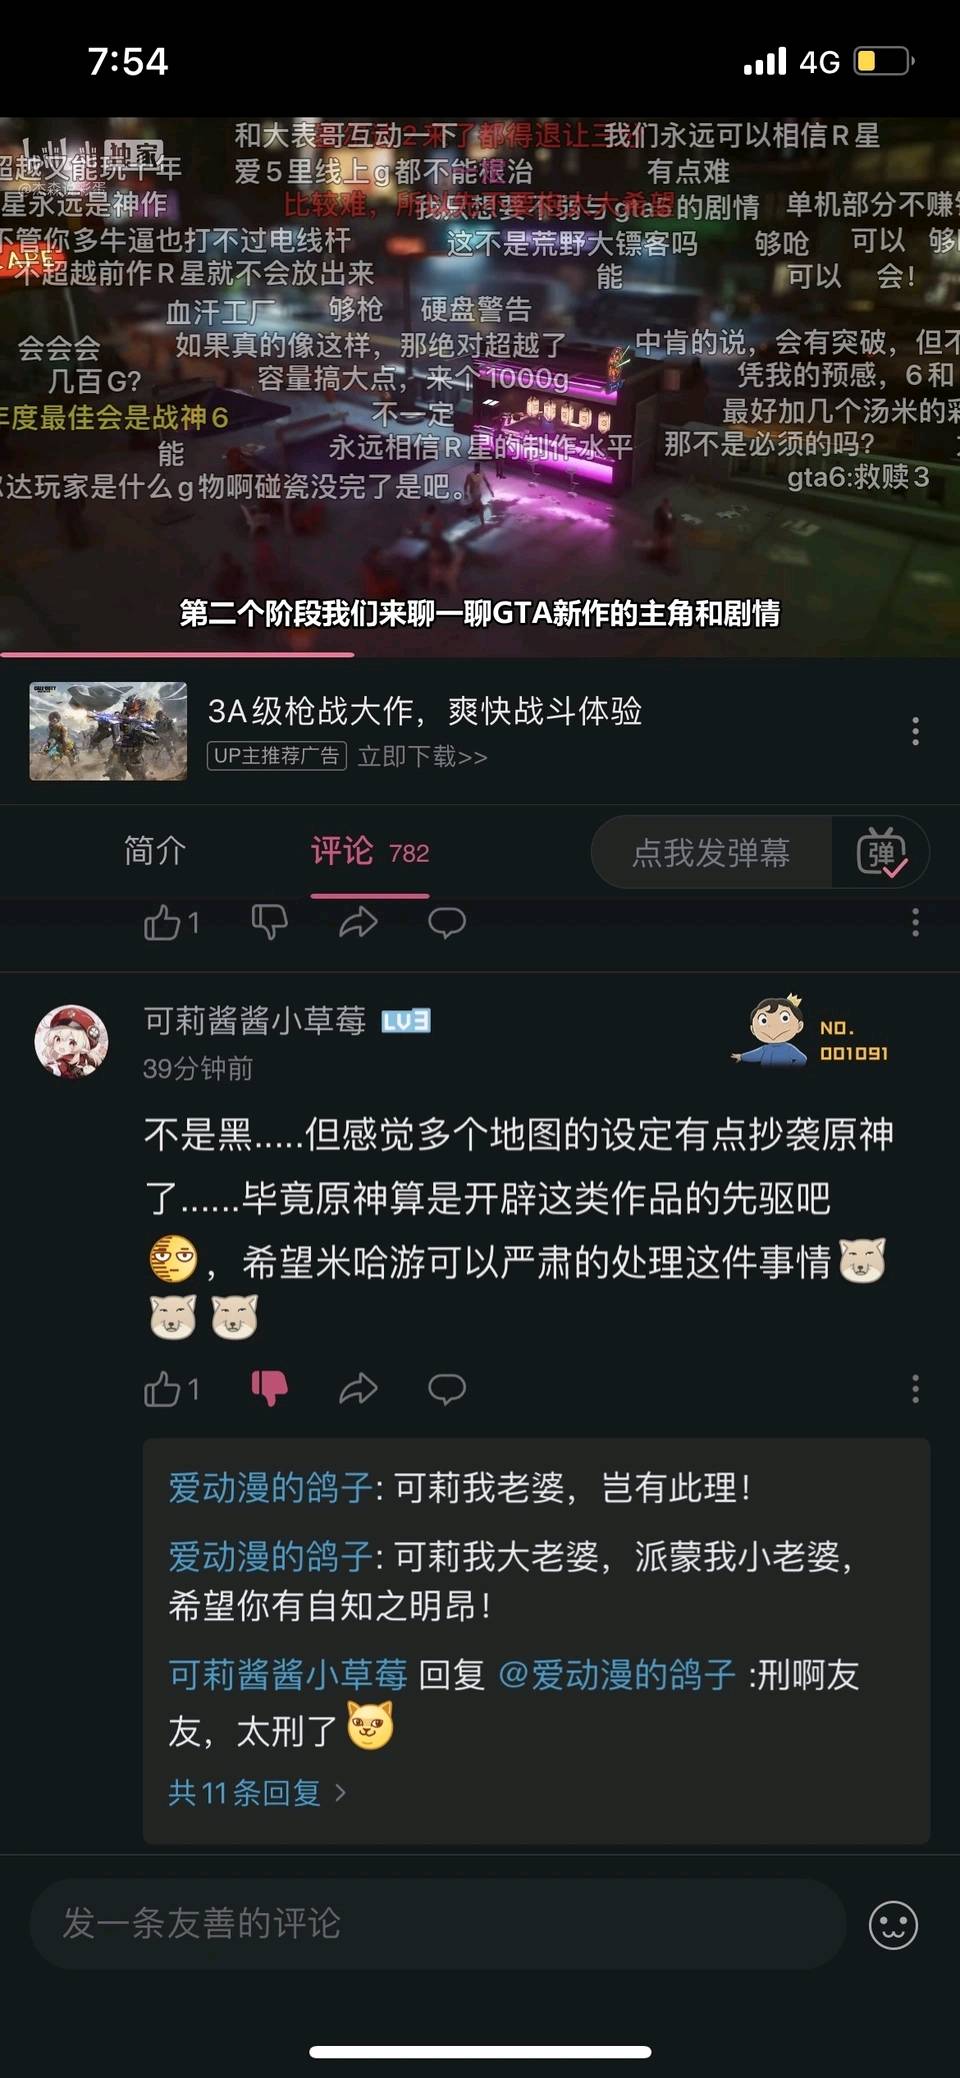 7:54
4G
和大表哥互动一下
都得退让三
我们永远可以相信R星
独家
超越又能玩十年
爱5里线上g都不能根治
有点难
星永远是神作
比较难，
我只想要不弱与gta5的剧情
单机部分不赚
不管你多牛逼也打不过电线杆
这不是荒野大镖客吗
够呛
可以
够
不超越前作R星就不会放出来
能
可以
会！
血汗工厂
够枪
硬盘警告
会会会
如果真的像这样，那绝对超越了
中肯的说，会有突破，但不
几百G?
容量搞大点，来个1000g
凭我的预感，6和
年度最佳会是战神6
不一定
最好加几个汤米的彩
能
永远相信R星的制作水平
那不是必须的吗？
达玩家是什么g物啊碰瓷没完了是吧。
gta6:救赎3
第二个阶段我们来聊一聊GTA新作的主角和剧情
3A级枪战大作，爽快战斗体验
UP主推荐广告 立即下载>>
简介
评论 782
点我发弹幕
弹
1
可莉酱酱小草莓 LV3
NO.
001091
39分钟前
不是黑.....但感觉多个地图的设定有点抄袭原神
了......毕竟原神算是开辟这类作品的先驱吧
，希望米哈游可以严肃的处理这件事情
1
爱动漫的鸽子: 可莉我老婆，岂有此理！
爱动漫的鸽子: 可莉我大老婆，派蒙我小老婆，
希望你有自知之明昂！
可莉酱酱小草莓 回复 @爱动漫的鸽子 :刑啊友
友，太刑了
共11条回复 >
发一条友善的评论